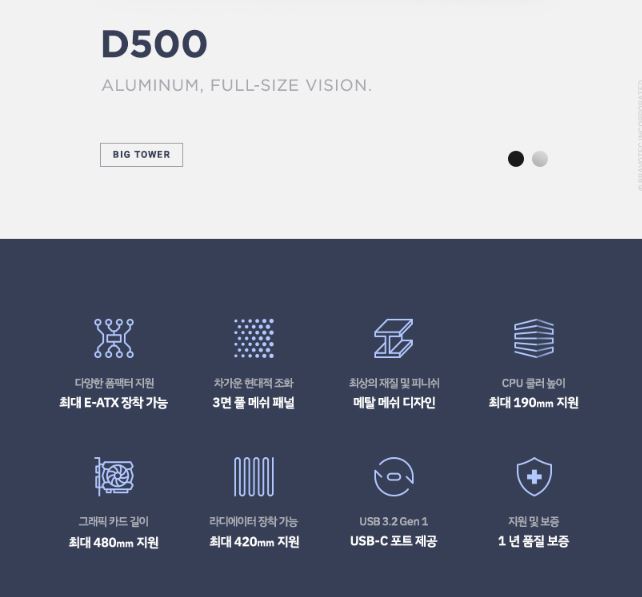 D500
ALUMINUM, FULL-SIZE VISION.
BIG TOWER
다양한 폼팩터 지원
최대 E-ATX 장착 가능
차가운 현대적 조화
3면 풀 메쉬 패널
최상의 재질 및 피니쉬
메탈 메쉬 디자인
CPU 쿨러 높이
최대 190mm 지원
그래픽 카드 길이
최대 480mm 지원
라디에이터 장착 가능
최대 420mm 지원
USB 3.2 Gen 1
USB-C 포트 제공
지원 및 보증
1 년 품질 보증